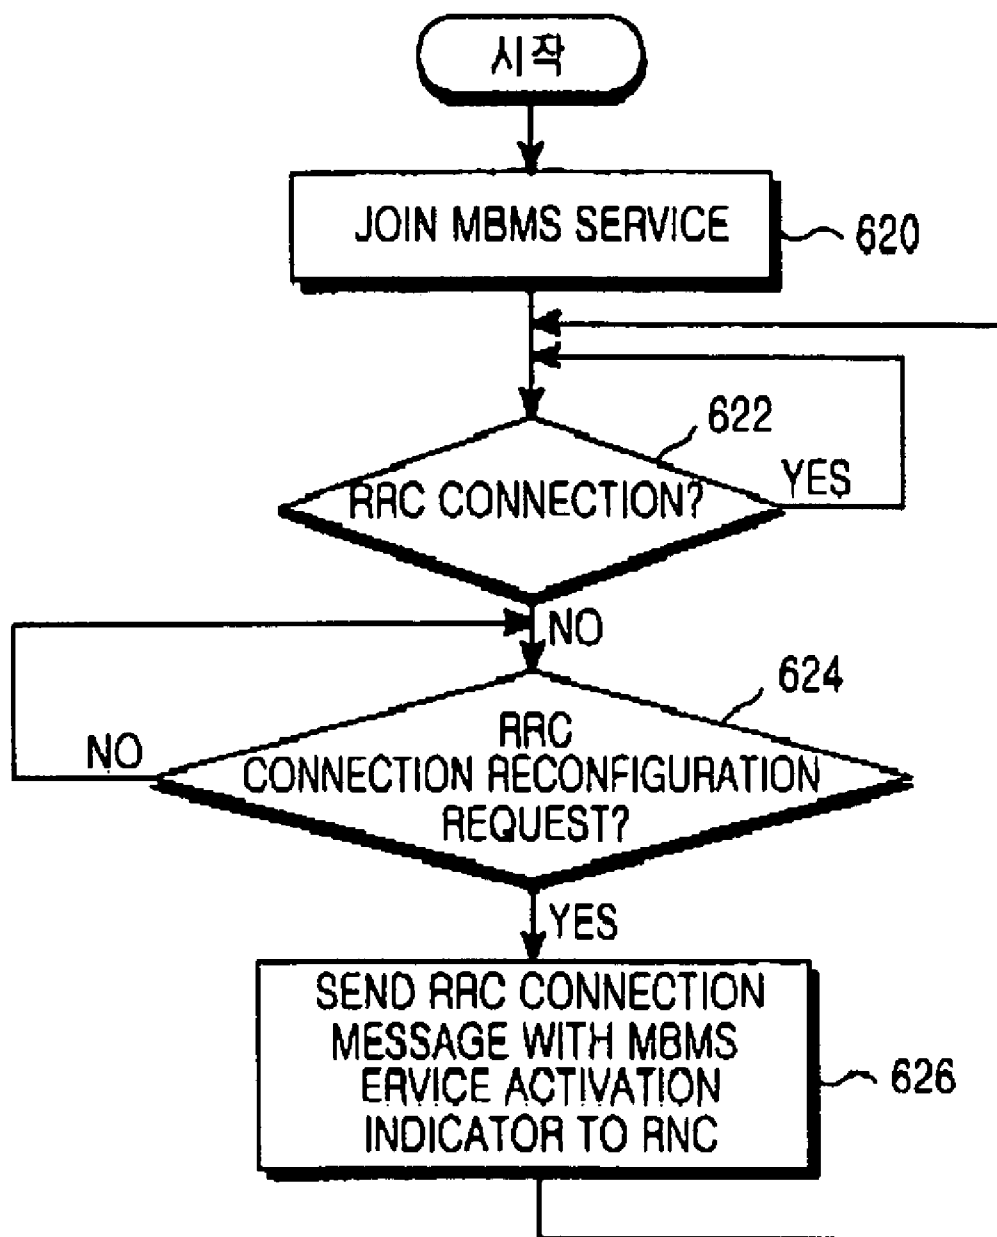 시작
JOIN MBMS SERVICE
620
622
RRC CONNECTION?
YES
NO
624
NO
RRC
CONNECTION RECONFIGURATION
REQUEST?
YES
SEND RRC CONNECTION
MESSAGE WITH MBMS
ERVICE ACTIVATION
INDICATOR TO RNC
626